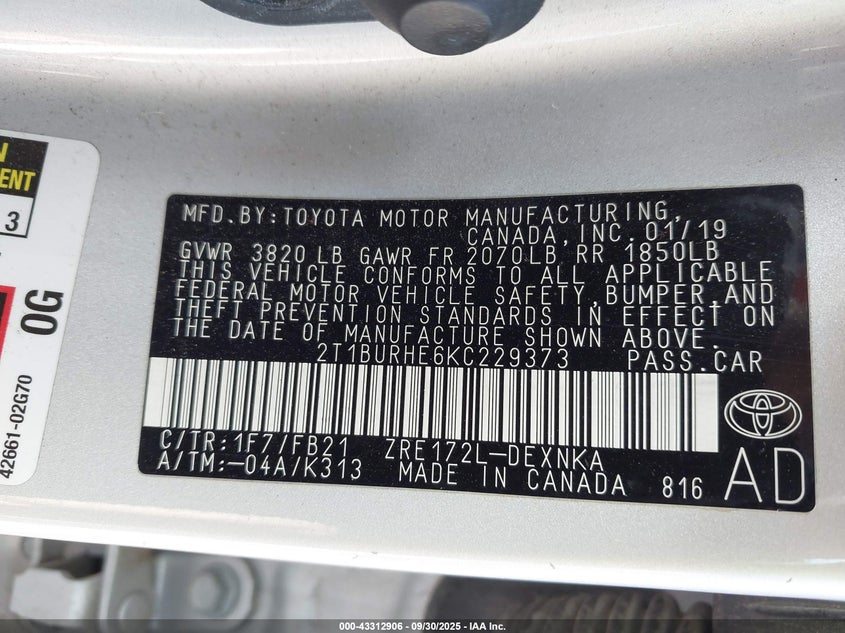 MFD.BY:TOYOTA MOTOR MANUFACTURING,
CANADA,INC. 01/19
GVWR 3820 LB GAWR FR 2070LB RR 1850LB
THIS VEHICLE CONFORMS TO ALL APPLICABLE
FEDERAL MOTOR VEHICLE SAFETY,BUMPER,AND
THEFT PREVENTION STANDARDS IN EFFECT ON
THE DATE OF MANUFACTURE SHOWN ABOVE.
2T1BURHE6KC229373 PASS.CAR
C/TR:1F7/FB21 ZRE172L-DEXNKA
A/TM:-04A/K313 MADE IN CANADA 816
AD
3
0G
42661-02G70
000-43312906 - 09/30/2025 - IAA Inc.